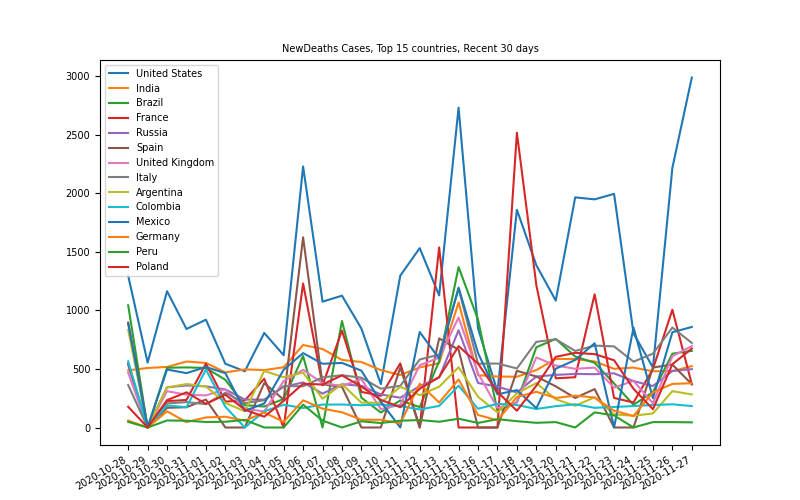 NewDeaths Cases, Top 15 countries, Recent 30 days
3000
2500
2000
1500
1000
500
0
United States
India
Brazil
France
Russia
Spain
United Kingdom
Italy
Argentina
Colombia
Mexico
Germany
Peru
Poland
2020-10-28
2020-10-29
2020-10-30
2020-10-31
2020-11-01
2020-11-02
2020-11-03
2020-11-04
2020-11-05
2020-11-06
2020-11-07
2020-11-08
2020-11-09
2020-11-10
2020-11-11
2020-11-12
2020-11-13
2020-11-15
2020-11-16
2020-11-17
2020-11-18
2020-11-19
2020-11-20
2020-11-21
2020-11-22
2020-11-23
2020-11-24
2020-11-25
2020-11-26
2020-11-27